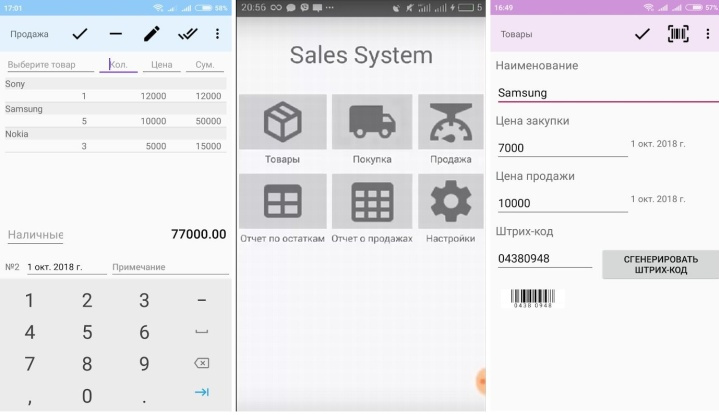 17:01
58%
Продажа
Выберите товар
Кол.
Цена
Сум.
Sony
1 12000 12000
Samsung
5 10000 50000
Nokia
3 5000 15000
Наличные
77000.00
№2 1 окт. 2018 г. Примечание
1 2 3 –
4 5 6
7 8 9
, 0 .
20:56
5
Sales System
Товары Покупка Продажа
Отчет по остаткам Отчет о продажах Настройки
16:49
57%
Товары
Наименование
Samsung
Цена закупки
7000
1 окт. 2018 г.
Цена продажи
10000
1 окт. 2018 г.
Штрих-код
04380948
СГЕНЕРИРОВАТЬ
ШТРИХ-КОД
0438 0948